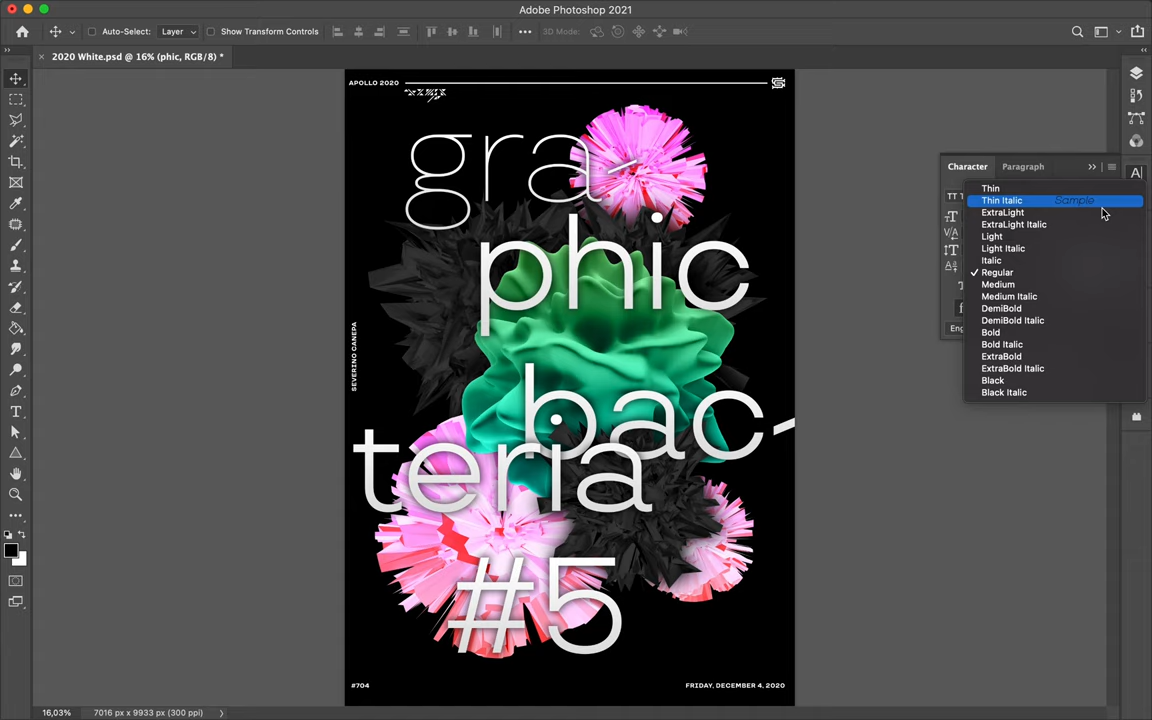 Adobe Photoshop 2021
Auto-Select: Layer Show Transform Controls 3D Mode:
2020 White.psd @ 16% (phic, RGB/8) *
APOLLO 2020
gra-
phic
bac-
teria
#5
SEVERINO CANEPA
#704
FRIDAY, DECEMBER 4, 2020
Character Paragraph
Thin
Thin Italic Sample
ExtraLight
ExtraLight Italic
Light
Light Italic
Italic
Regular
Medium
Medium Italic
DemiBold
DemiBold Italic
Bold
Bold Italic
ExtraBold
ExtraBold Italic
Black
Black Italic
Eng
16,03% 7016 px x 9933 px (300 ppi)